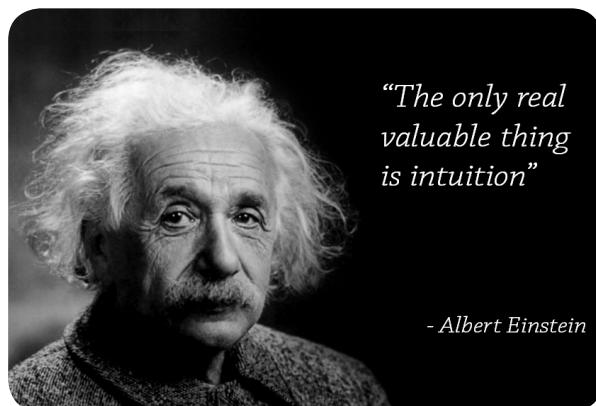 “The only real
valuable thing
is intuition”
- Albert Einstein